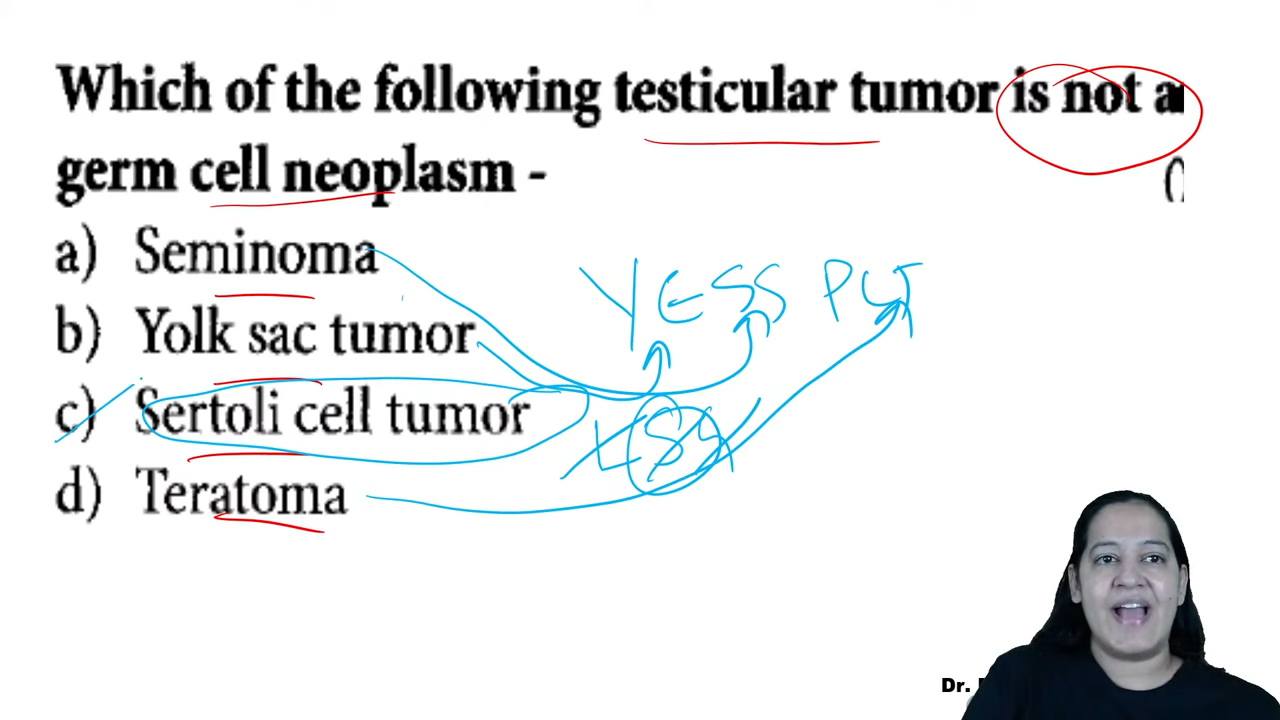 Which of the following testicular tumor is not a
germ cell neoplasm -
a) Seminoma
b) Yolk sac tumor
c) Sertoli cell tumor
d) Teratoma
YESS PCT
LSS
Dr.